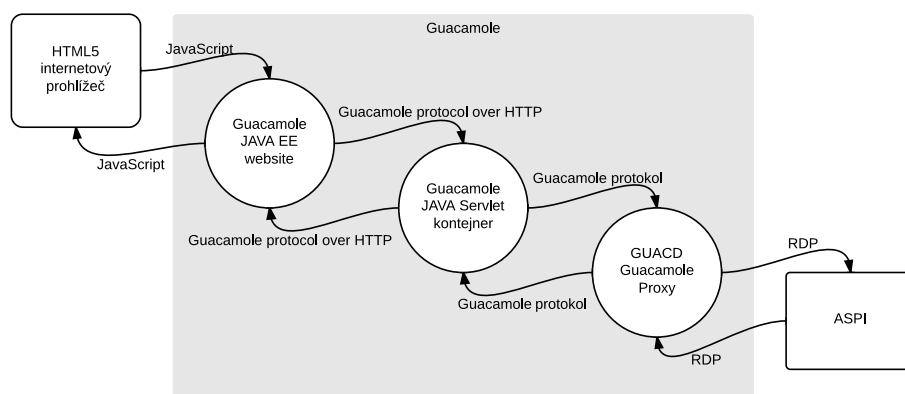 Guacamole
HTML5
internetový
prohlížeč
JavaScript
JavaScript
Guacamole
JAVA EE
website
Guacamole protocol over HTTP
Guacamole protocol over HTTP
Guacamole
JAVA Servlet
kontejner
Guacamole protokol
Guacamole protokol
GUACD
Guacamole
Proxy
RDP
RDP
ASPI